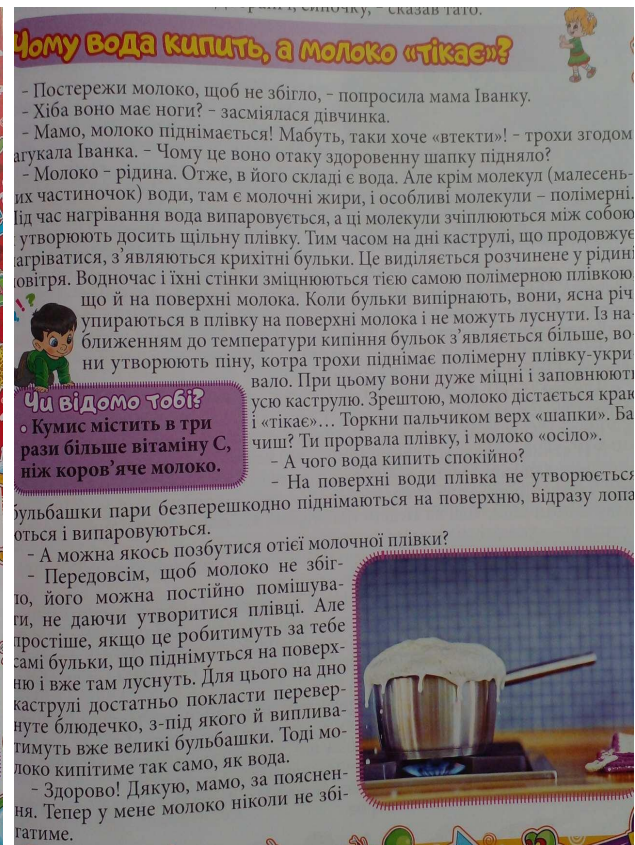 синочку, – сказав тато.
Чому вода кипить, а молоко «тікає»?
– Постережи молоко, щоб не збігло, – попросила мама Іванку.
– Хіба воно має ноги? – засміялася дівчинка.
– Мамо, молоко піднімається! Мабуть, таки хоче «втекти»! – трохи згодом
агукала Іванка. – Чому це воно отаку здоровенну шапку підняло?
– Молоко – рідина. Отже, в його складі є вода. Але крім молекул (малесень-
их частиночок) води, там є молочні жири, і особливі молекули – полімерні.
Під час нагрівання вода випаровується, а ці молекули зчіплюються між собою
утворюють досить щільну плівку. Тим часом на дні каструлі, що продовжує
нагріватися, з’являються крихітні бульки. Це виділяється розчинене у рідині
повітря. Водночас і їхні стінки зміцнюються тією самою полімерною плівкою,
що й на поверхні молока. Коли бульки випірнають, вони, ясна річ
упираються в плівку на поверхні молока і не можуть луснути. Із на-
ближенням до температури кипіння бульок з’являється більше, во-
ни утворюють піну, котра трохи піднімає полімерну плівку-укри-
вало. При цьому вони дуже міцні і заповнюють
усю каструлю. Зрештою, молоко дістається краю
і «тікає»... Торкни пальчиком верх «шапки». Ба
чиш? Ти прорвала плівку, і молоко «осіло».
– А чого вода кипить спокійно?
– На поверхні води плівка не утворюється
!?
Чи відомо тобі?
• Кумис містить в три
рази більше вітаміну С,
ніж коров’яче молоко.
бульбашки пари безперешкодно піднімаються на поверхню, відразу лопа
ються і випаровуються.
– А можна якось позбутися отієї молочної плівки?
– Передовсім, щоб молоко не збіг-
ло, його можна постійно помішува-
ти, не даючи утворитися плівці. Але
простіше, якщо це робитимуть за тебе
самі бульки, що піднімуться на поверх-
ню і вже там луснуть. Для цього на дно
каструлі достатньо покласти перевер-
нуте блюдечко, з-під якого й виплива-
тимуть вже великі бульбашки. Тоді мо-
локо кипітиме так само, як вода.
– Здорово! Дякую, мамо, за пояснен-
ня. Тепер у мене молоко ніколи не збі-
гатиме.